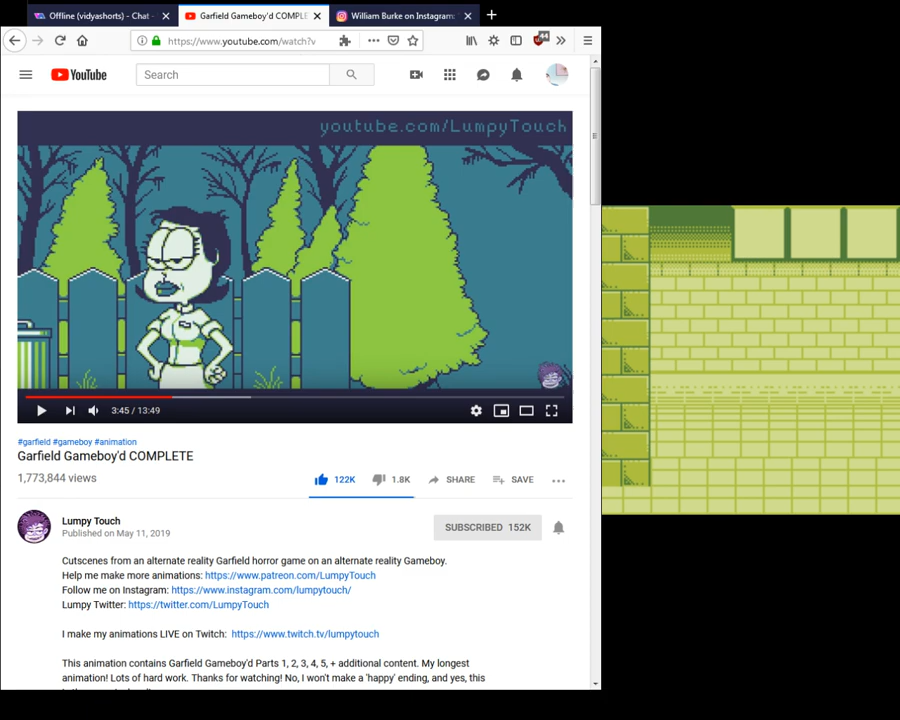 Offline (vidyashorts) - Chat -
Garfield Gameboy'd COMPLE
William Burke on Instagram:
https://www.youtube.com/watch?v
44
YouTube
Search
youtube.com/LumpyTouch
3:45 / 13:49
#garfield #gameboy #animation
Garfield Gameboy'd COMPLETE
1,773,844 views
122K
1.8K
SHARE
SAVE
Lumpy Touch
Published on May 11, 2019
SUBSCRIBED 152K
Cutscenes from an alternate reality Garfield horror game on an alternate reality Gameboy.
Help me make more animations: https://www.patreon.com/LumpyTouch
Follow me on Instagram: https://www.instagram.com/lumpytouch/
Lumpy Twitter: https://twitter.com/LumpyTouch
I make my animations LIVE on Twitch: https://www.twitch.tv/lumpytouch
This animation contains Garfield Gameboy'd Parts 1, 2, 3, 4, 5, + additional content. My longest
animation! Lots of hard work. Thanks for watching! No, I won't make a 'happy' ending, and yes, this